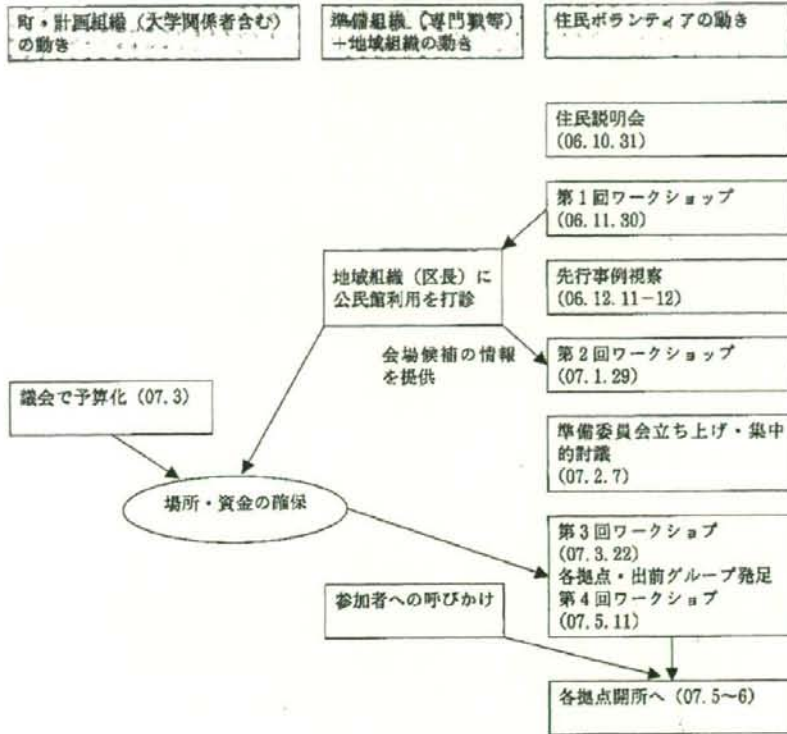 町・計画組織（大学関係者含む）
の動き
準備組織（専門職等）
＋地域組織の動き
住民ボランティアの動き
住民説明会
(06.10.31)
第1回ワークショップ
(06.11.30)
地域組織（区長）に
公民館利用を打診
先行事例視察
(06.12.11－12)
会場候補の情報
を提供
第2回ワークショップ
(07.1.29)
議会で予算化（07.3）
準備委員会立ち上げ・集中
的討議
(07.2.7)
場所・資金の確保
第3回ワークショプ
(07.3.22)
各拠点・出前グループ発足
第4回ワークショップ
(07.5.11)
参加者への呼びかけ
各拠点開所へ（07.5～6）